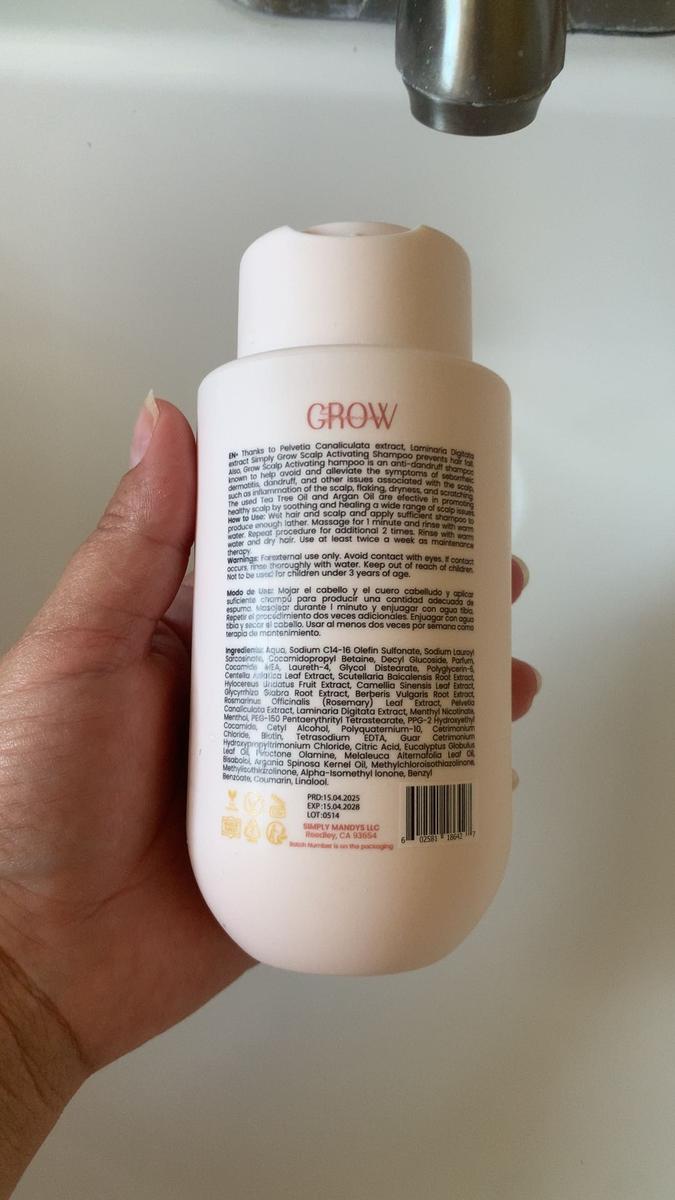 GROW
EN• Thanks to Pelvetia Canaliculata extract, Laminaria Digitata
extract Simply Grow Scalp Activating Shampoo prevents hair fall.
Also, Grow Scalp Activating hampoo is an anti-dandruff shampoo
known to help avoid and alleviate the symptoms of seborrheic
dermatitis, dandruff, and other issues associated with the scalp,
such as inflammation of the scalp, flaking, dryness, and scratching.
The used Tea Tree Oil and Argan Oil are efective in promoting
healthy scalp by soothing and healing a wide range of scalp issues
How to Use: Wet hair and scalp and apply sufficient shampoo to
produce enough lather. Massage for 1 minute and rinse with warm
water. Repeat procedure for additional 2 times. Rinse with warm
water and dry hair. Use at least twice a week as maintenance
therapy.
Warnings: Forexternal use only. Avoid contact with eyes. If contact
occurs, rinse thoroughly with water. Keep out of reach of children.
Not to be used for children under 3 years of age.
Modo de Uso: Mojar el cabello y el cuero cabelludo y aplicar
suficiente champú para producir una cantidad adecuada de
espuma. Masajear durante 1 minuto y enjuagar con agua tibia.
Repetir el procedimiento dos veces adicionales. Enjuagar con agua
tibia y secar el cabello. Usar al menos dos veces por semana como
terapia de mantenimiento.
Ingredients: Aqua, Sodium C14-16 Olefin Sulfonate, Sodium Lauroyl
Sarcosinate, Cocamidopropyl Betaine, Decyl Glucoside, Parfum,
Cocamide MEA, Laureth-4, Glycol Distearate, Polyglycerin-6,
Centella Asiatica Leaf Extract, Scutellaria Baicalensis Root Extract,
Hylocereus Undatus Fruit Extract, Camellia Sinensis Leaf Extract,
Glycyrrhiza Glabra Root Extract, Berberis Vulgaris Root Extract,
Rosmarinus Officinalis (Rosemary) Leaf Extract, Pelvetia
Canaliculata Extract, Laminaria Digitata Extract, Menthyl Nicotinate,
Menthol, PEG-150 Pentaerythrityl Tetrastearate, PPG-2 Hydroxyethyl
Cocamide, Cetyl Alcohol, Polyquaternium-10, Cetrimonium
Chloride, Biotin, Tetrasodium EDTA, Guar
Hydroxypropyltrimonium Chloride, Citric Acid, Eucalyptus Globulus
Leaf Oil, Piroctone Olamine, Melaleuca Alternafolia Leaf Oil,
Bisabolol, Argania Spinosa Kernel Oil, Methylchloroisothiazolinone,
Methylisothiazolinone, Alpha-Isomethyl Ionone, Benzyl
Benzoate, Coumarin, Linalool.
PRD:15.04.2025
EXP:15.04.2028
LOT:0514
SIMPLY MANDYS LLC
Reedley, CA 93654
Batch Number is on the packaging
6 02581 18642 7